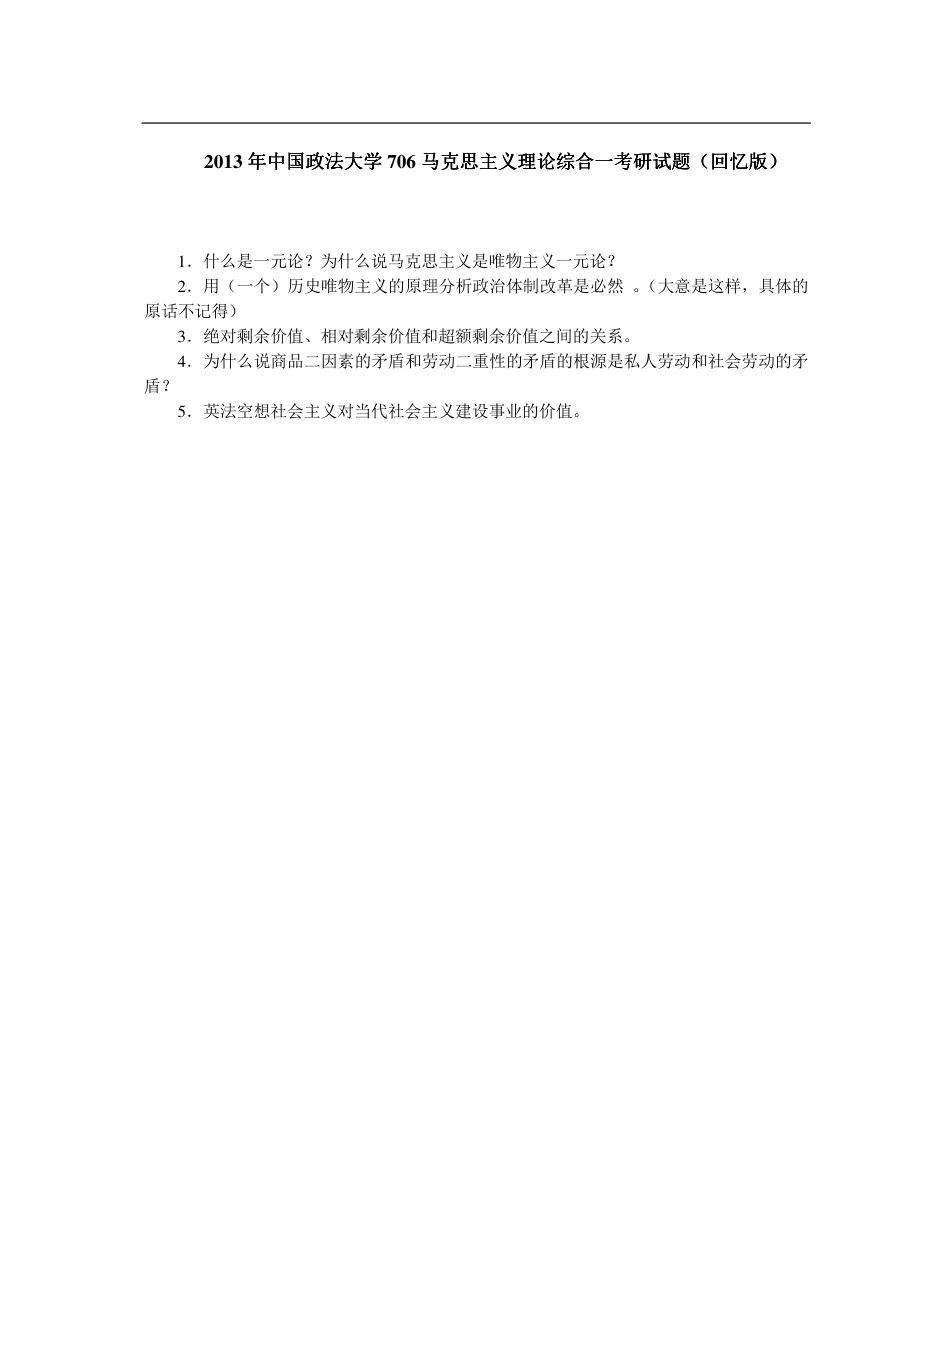 2013 年中国政法大学 706 马克思主义理论综合一考研试题（回忆版）
1．什么是一元论？为什么说马克思主义是唯物主义一元论？
2．用（一个）历史唯物主义的原理分析政治体制改革是必然 。（大意是这样，具体的
原话不记得）
3．绝对剩余价值、相对剩余价值和超额剩余价值之间的关系。
4．为什么说商品二因素的矛盾和劳动二重性的矛盾的根源是私人劳动和社会劳动的矛
盾？
5．英法空想社会主义对当代社会主义建设事业的价值。